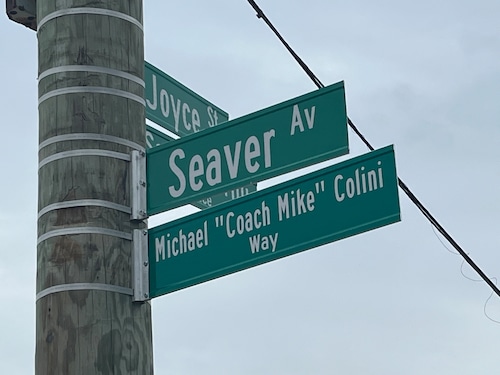 Joyce St
Seaver Av
Michael "Coach Mike" Colini
Way